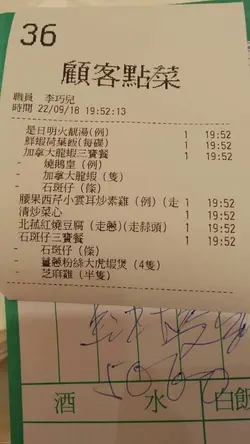 36
顧客點菜
職員 李巧兒
時間 22/09/18 19:52:13
是日明火靚湯(例) 1 19:52
鮮蝦荷葉飯(每碟) 1 19:52
加拿大龍蝦三寶餐 1 19:52
- 燒鵝皇(例)
- 加拿大龍蝦(隻)
- 石斑仔(條)
腰果西芹小雲耳炒素雞(例)(走 1 19:52
清炒菜心 1 19:52
北菰紅燒豆腐(走蔥)(走蒜頭) 1 19:52
石斑仔三寶餐 1 19:52
- 石斑仔(條)
- 薑蔥粉絲大虎蝦煲(4隻)
- 芝麻雞(半隻)
酒 水 白飯